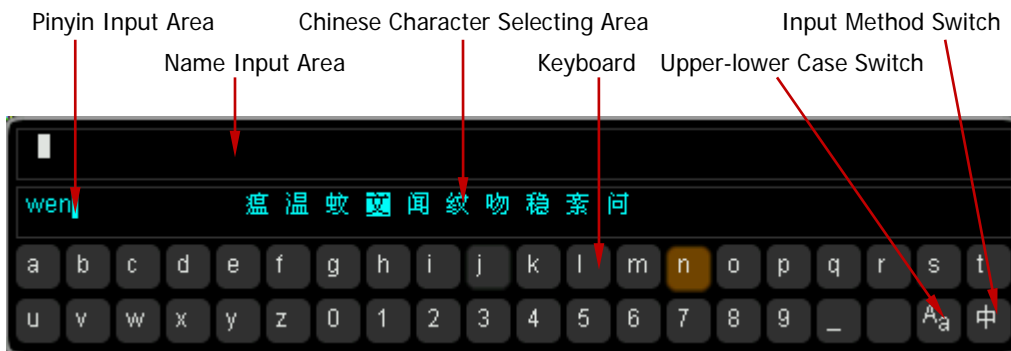 Pinyin Input Area Chinese Character Selecting Area Input Method Switch
Name Input Area Keyboard Upper-lower Case Switch
wen 瘟 温 蚊 文 闻 纹 吻 稳 紊 问
a b c d e f g h i j k l m n o p q r s t
u v w x y z 0 1 2 3 4 5 6 7 8 9 _ Aa 中